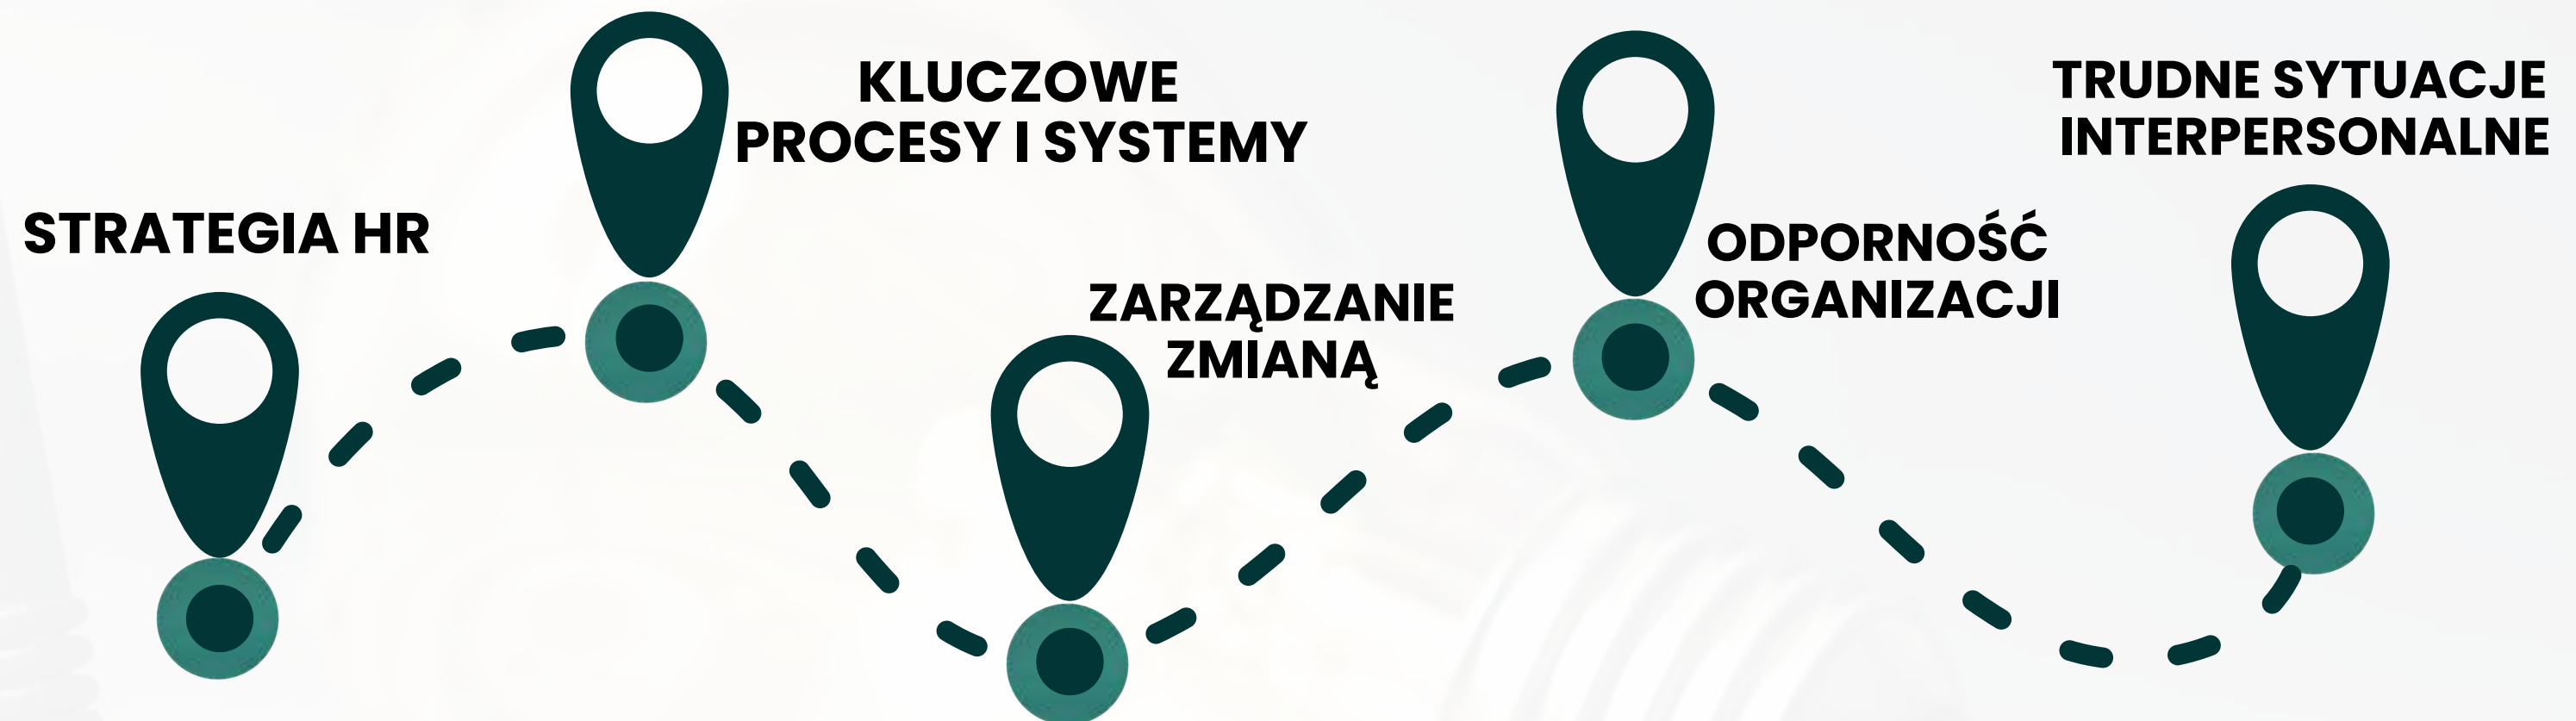 STRATEGIA HR
KLUCZOWE
PROCESY I SYSTEMY
ZARZĄDZANIE
ZMIANĄ
ODPORNOŚĆ
ORGANIZACJI
TRUDNE SYTUACJE
INTERPERSONALNE